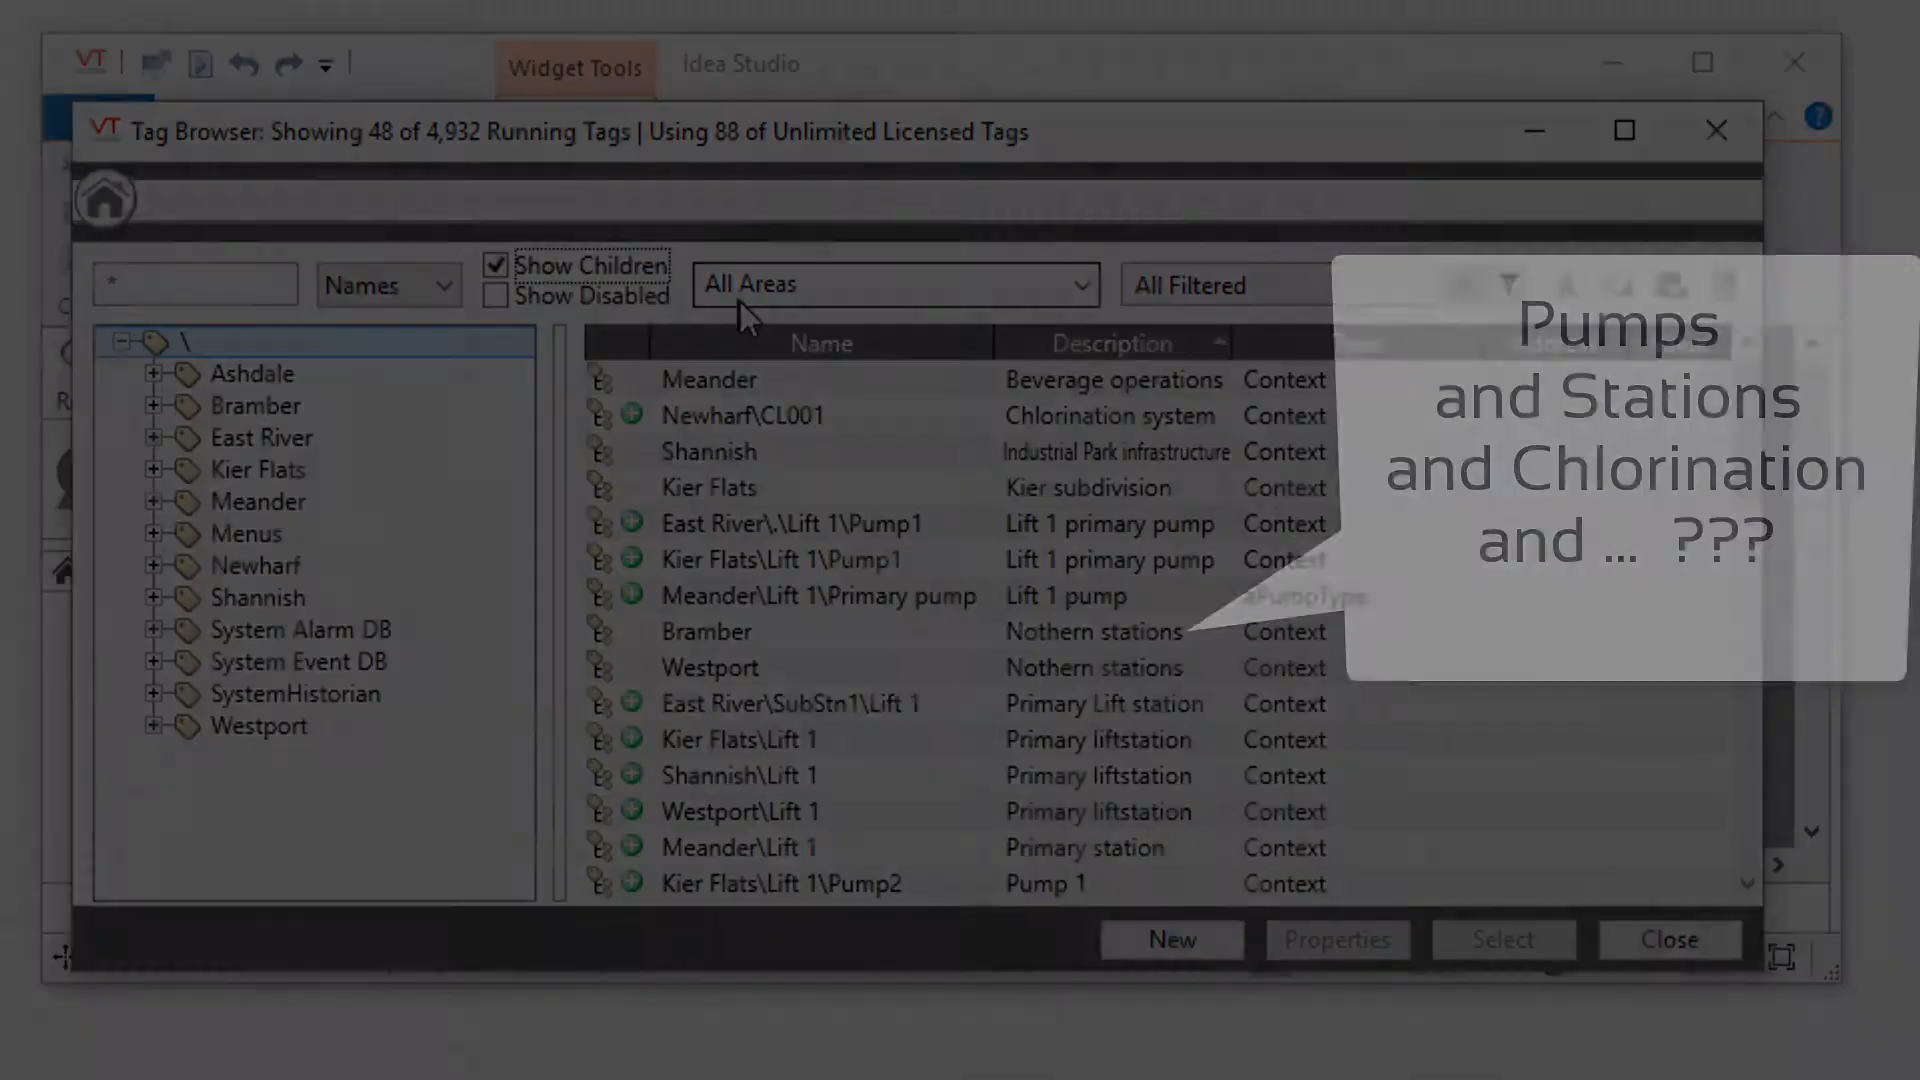 VT
Widget Tools
Idea Studio
VT Tag Browser: Showing 48 of 4,932 Running Tags | Using 88 of Unlimited Licensed Tags
?
*
Names
Show Children
Show Disabled
All Areas
All Filtered
\
Ashdale
Bramber
East River
Kier Flats
Meander
Menus
Newharf
Shannish
System Alarm DB
System Event DB
SystemHistorian
Westport
Name Description
Meander Beverage operations Context
Newharf\CL001 Chlorination system Context
Shannish Industrial Park infrastructure Context
Kier Flats Kier subdivision Context
East River\.\Lift 1\Pump1 Lift 1 primary pump Context
Kier Flats\Lift 1\Pump1 Lift 1 primary pump Context
Meander\Lift 1\Primary pump Lift 1 pump aPumpType
Bramber Nothern stations Context
Westport Nothern stations Context
East River\SubStn1\Lift 1 Primary Lift station Context
Kier Flats\Lift 1 Primary liftstation Context
Shannish\Lift 1 Primary liftstation Context
Westport\Lift 1 Primary liftstation Context
Meander\Lift 1 Primary station Context
Kier Flats\Lift 1\Pump2 Pump 1 Context
Pumps
and Stations
and Chlorination
and ... ???
New
Properties
Select
Close